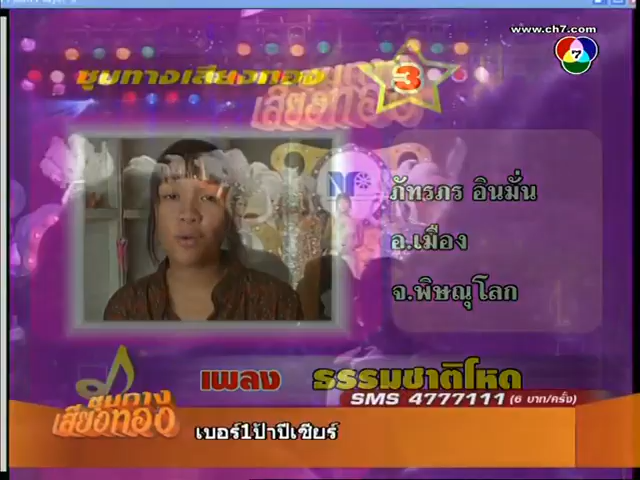 www.ch7.com
7
ชุมทางเสียงทอง
3
ภัทรภร อินมั่น
อ.เมือง
จ.พิษณุโลก
เพลง ธรรมชาติโหด
SMS 4777111 (6 บาท/ครั้ง)
ชุมทาง
เสียงทอง
เบอร์1ป้าปีเซียร์